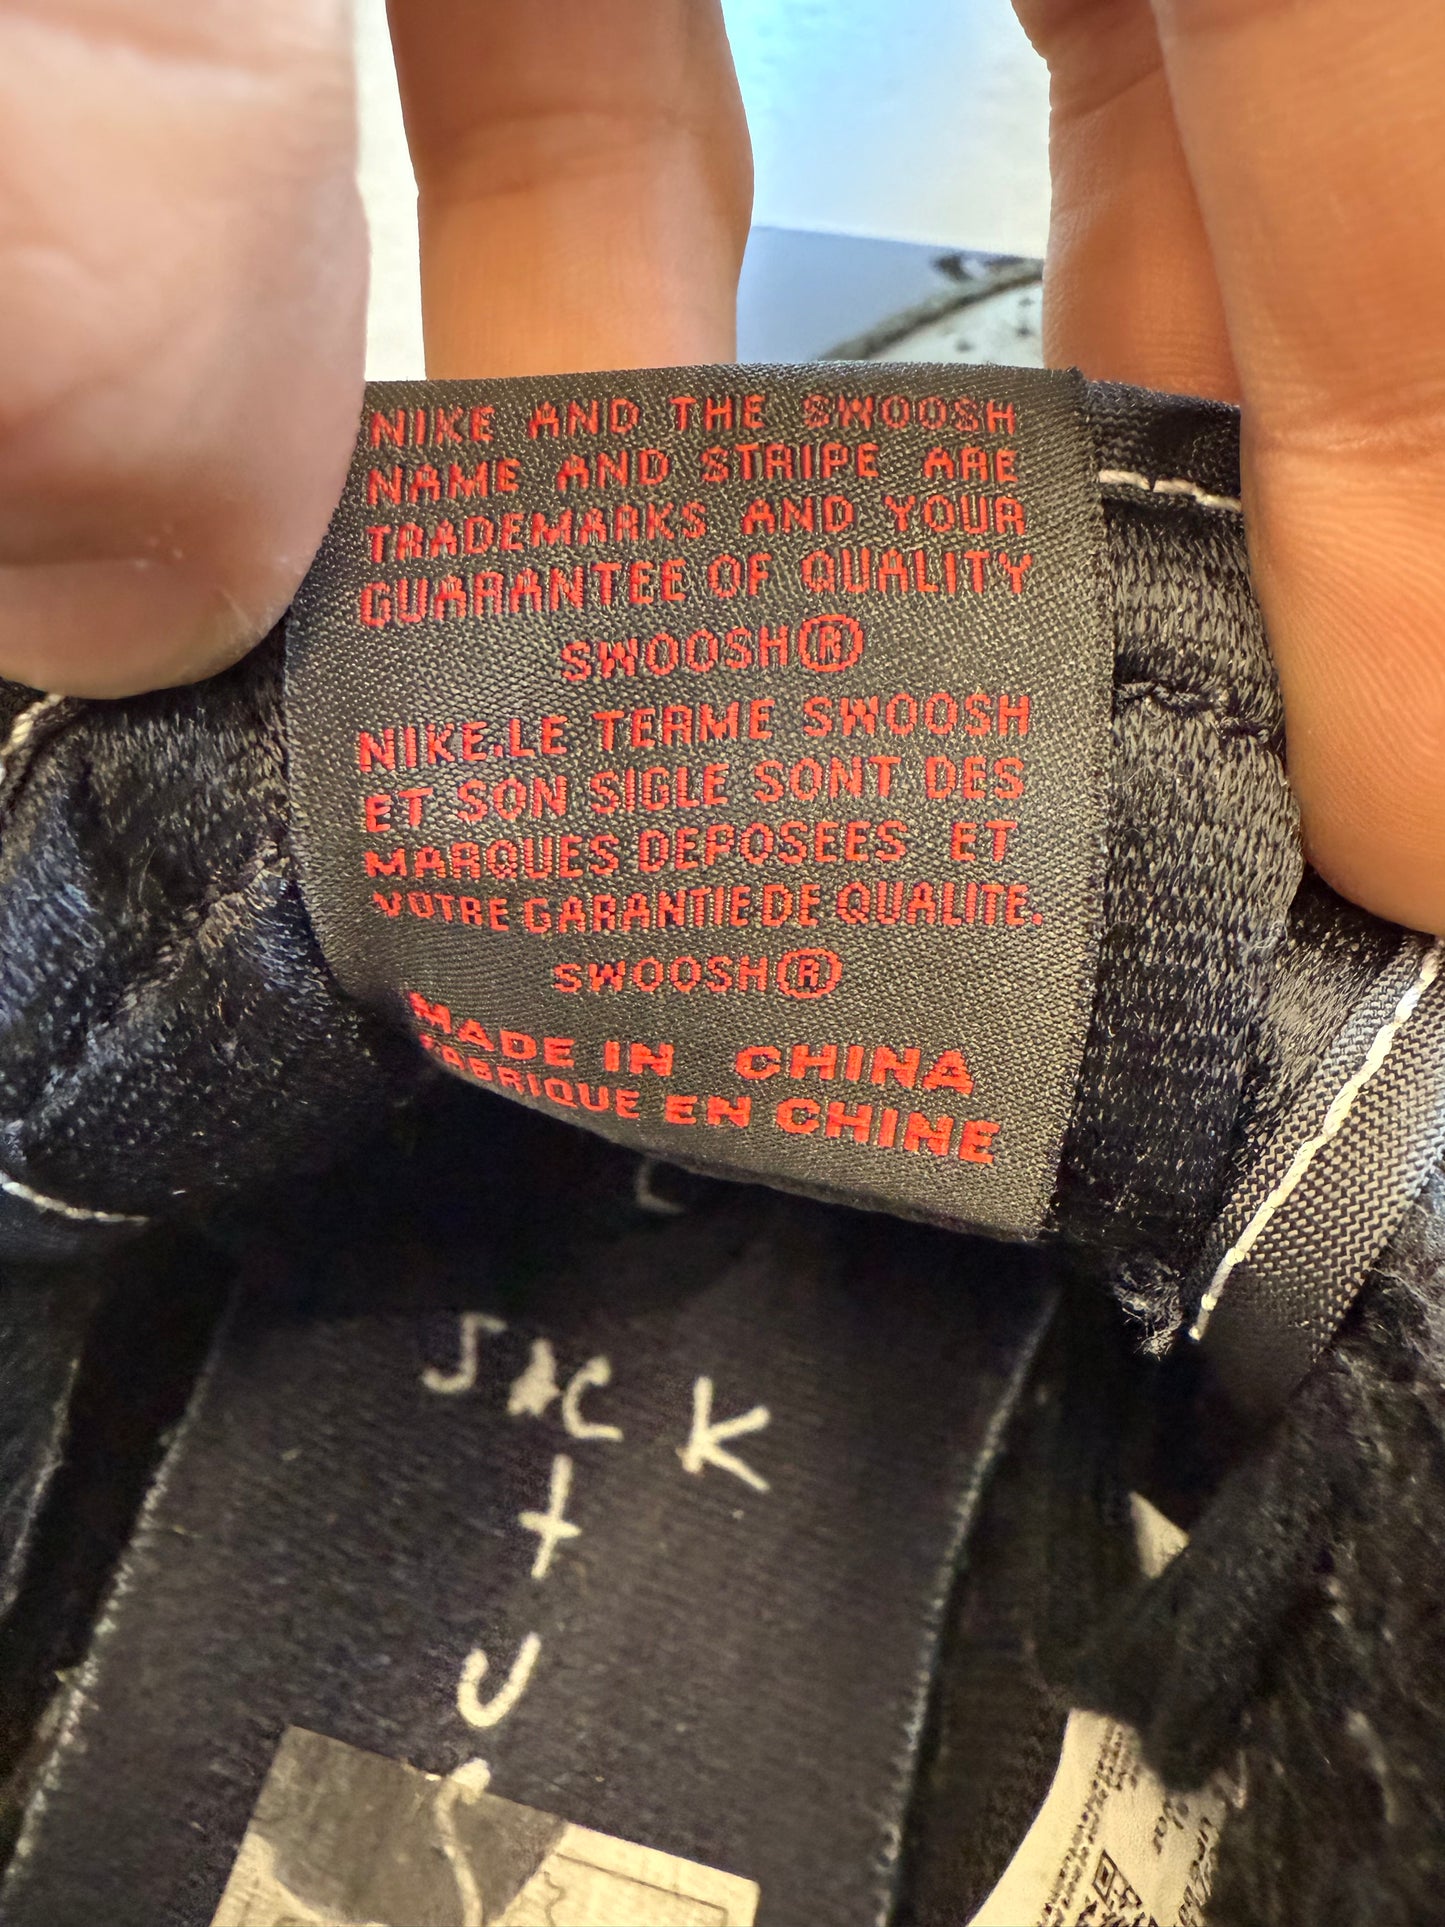 NIKE AND THE SWOOSH
NAME AND STRIPE ARE
TRADEMARKS AND YOUR
GUARANTEE OF QUALITY
SWOOSH®
NIKE.LE TERME SWOOSH
ET SON SIGLE SONT DES
MARQUES DEPOSEES ET
VOTRE GARANTIE DE QUALITE.
SWOOSH®
MADE IN CHINA
FABRIQUE EN CHINE
JACK